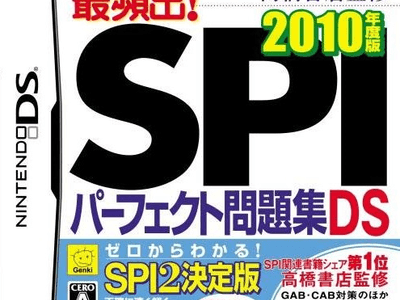 最頻出!
2010年度版
NINTENDO DS
SPI
パーフェクト問題集DS
ゼロからわかる!
SPI2決定版
SPI関連書籍シェア第1位
高橋書店監修
GAB・CAB対策のほか
Genki
CERO
A